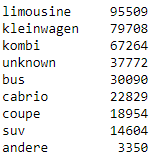 limousine 95509
kleinwagen 79708
kombi 67264
unknown 37772
bus 30090
cabrio 22829
coupe 18954
suv 14604
andere 3350